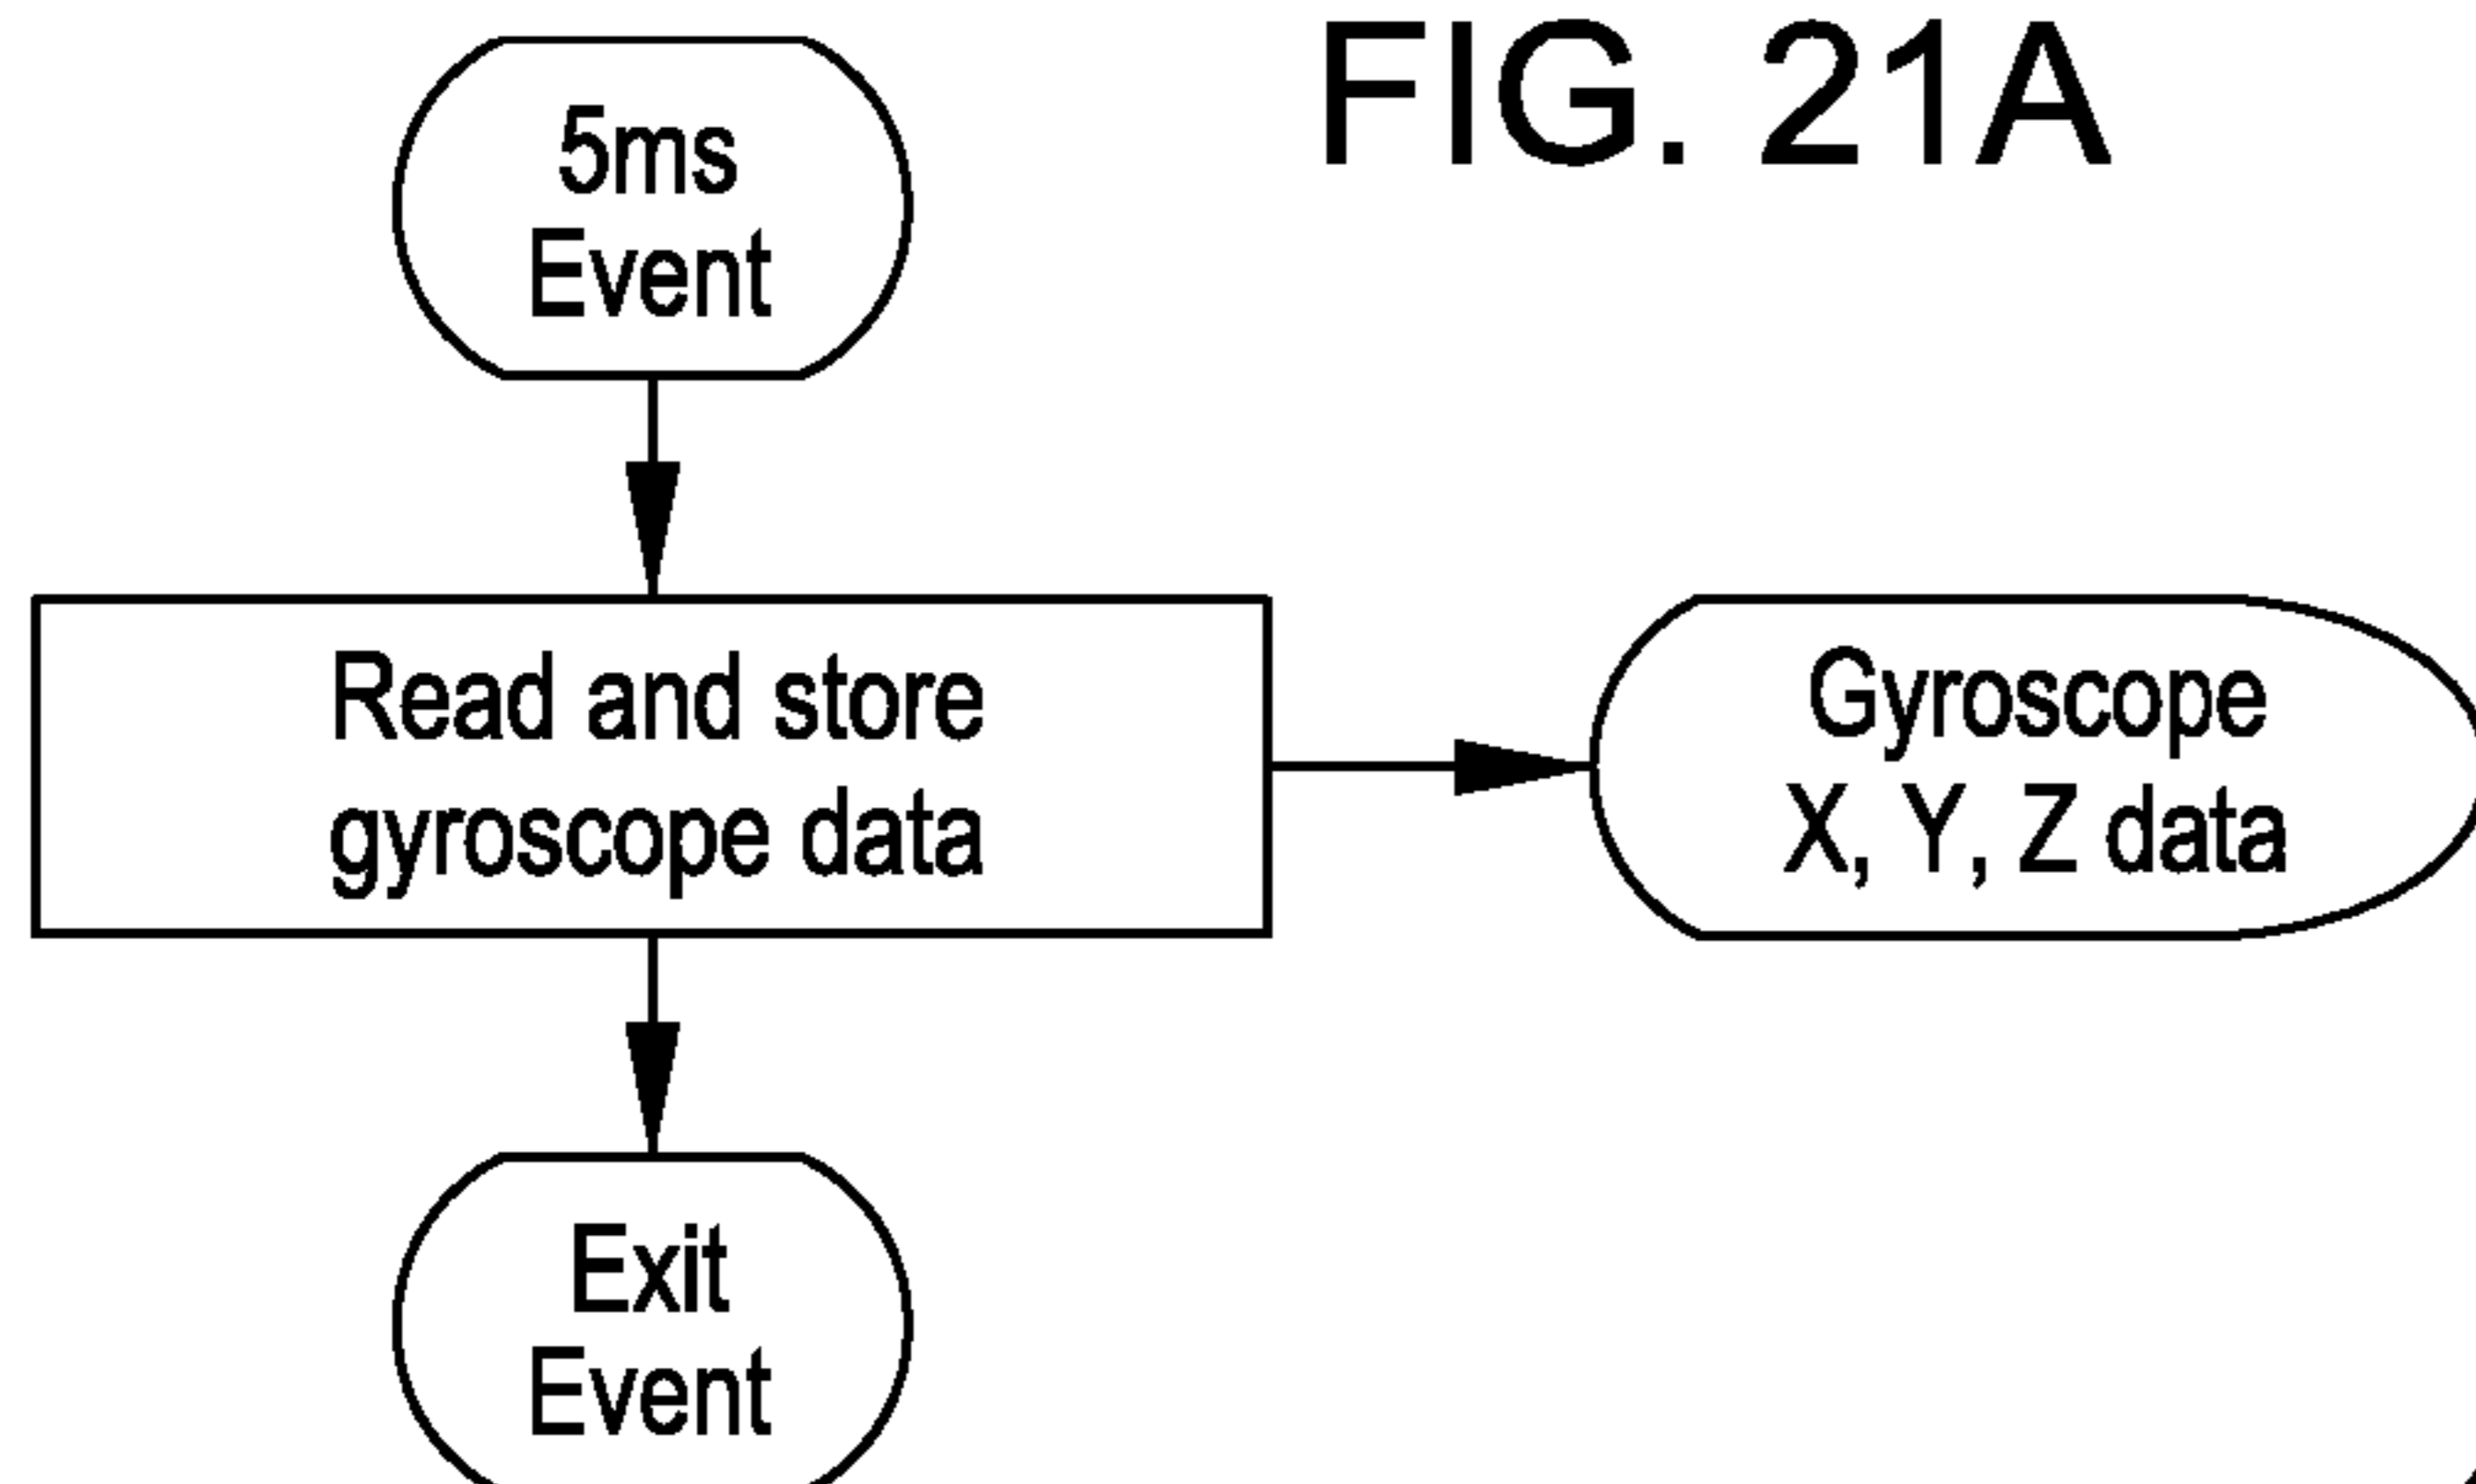 FIG. 21A
5ms
Event
Read and store
gyroscope data
Gyroscope
X, Y, Z data
Exit
Event